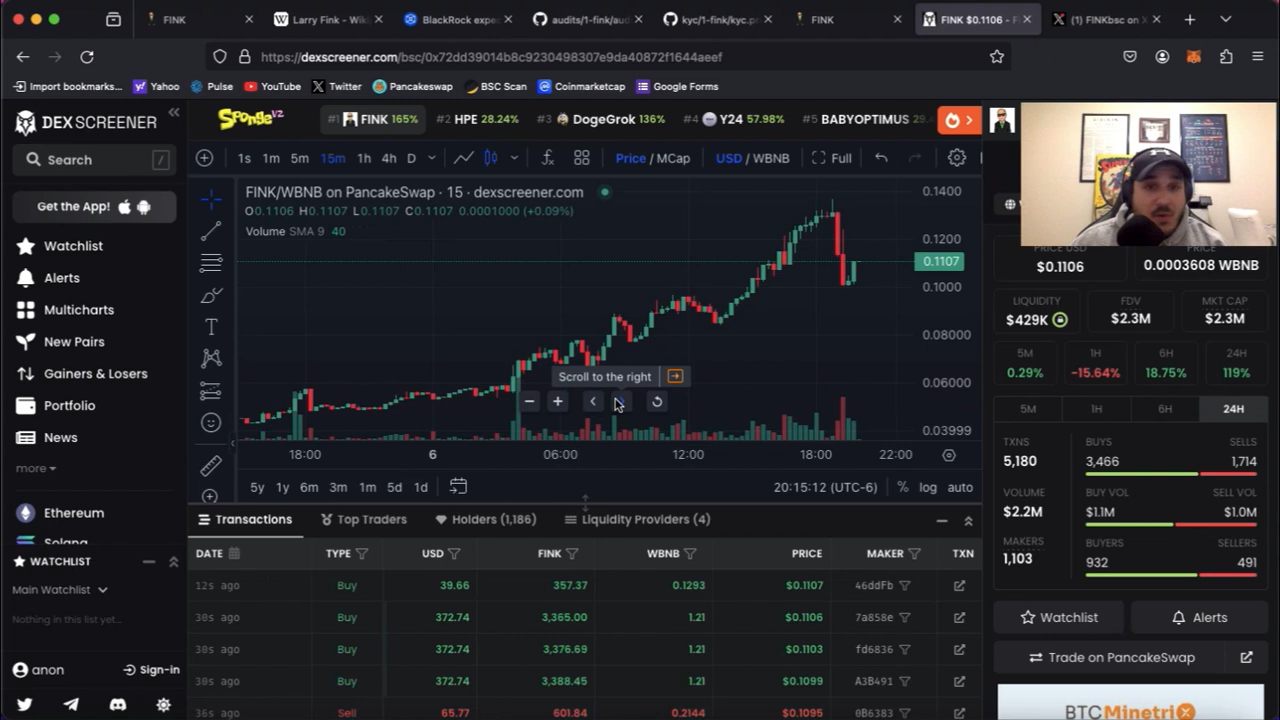 FINK
Larry Fink - Wiki
BlackRock expec
audits/1-fink/aud
kyc/1-fink/kyc.pn
FINK
FINK $0.1106 - F
(1) FINKbsc on X
https://dexscreener.com/bsc/0x72dd39014b8c9230498307e9da40872f1644aeef
Import bookmarks...
Yahoo
Pulse
YouTube
Twitter
Pancakeswap
BSC Scan
Coinmarketcap
Google Forms
DEX SCREENER
Sponge V2
#1 FINK 165%
#2 HPE 28.24%
#3 DogeGrok 136%
#4 Y24 57.98%
#5 BABYOPTIMUS 29.4
Search /
Get the App!
Watchlist
Alerts
Multicharts
New Pairs
Gainers & Losers
Portfolio
News
more
Ethereum
Solana
WATCHLIST
Main Watchlist
Nothing in this list yet...
anon
Sign-in
1s 1m 5m 15m 1h 4h D
Price / MCap
USD / WBNB
Full
FINK/WBNB on PancakeSwap · 15 · dexscreener.com
O0.1106 H0.1107 L0.1107 C0.1107 0.0001000 (+0.09%)
Volume SMA 9 40
0.1400
0.1200
0.1107
0.1000
0.08000
0.06000
0.03999
Scroll to the right
18:00 6 06:00 12:00 18:00 22:00
5y 1y 6m 3m 1m 5d 1d
20:15:12 (UTC-6)
% log auto
Transactions
Top Traders
Holders (1,186)
Liquidity Providers (4)
DATE TYPE USD FINK WBNB PRICE MAKER TXN
12s ago Buy 39.66 357.37 0.1293 $0.1107 46ddFb
30s ago Buy 372.74 3,365.00 1.21 $0.1106 7a858e
30s ago Buy 372.74 3,376.69 1.21 $0.1103 fd6836
30s ago Buy 372.74 3,388.45 1.21 $0.1099 A3B491
36s ago Sell 65.77 601.84 0.2144 $0.1095 0B6383
PRICE USD
$0.1106
PRICE
0.0003608 WBNB
LIQUIDITY
$429K
FDV
$2.3M
MKT CAP
$2.3M
5M
0.29%
1H
-15.64%
6H
18.75%
24H
119%
5M 1H 6H 24H
TXNS
5,180
BUYS
3,466
SELLS
1,714
VOLUME
$2.2M
BUY VOL
$1.1M
SELL VOL
$1.0M
MAKERS
1,103
BUYERS
932
SELLERS
491
Watchlist
Alerts
Trade on PancakeSwap
BTCMinetrix